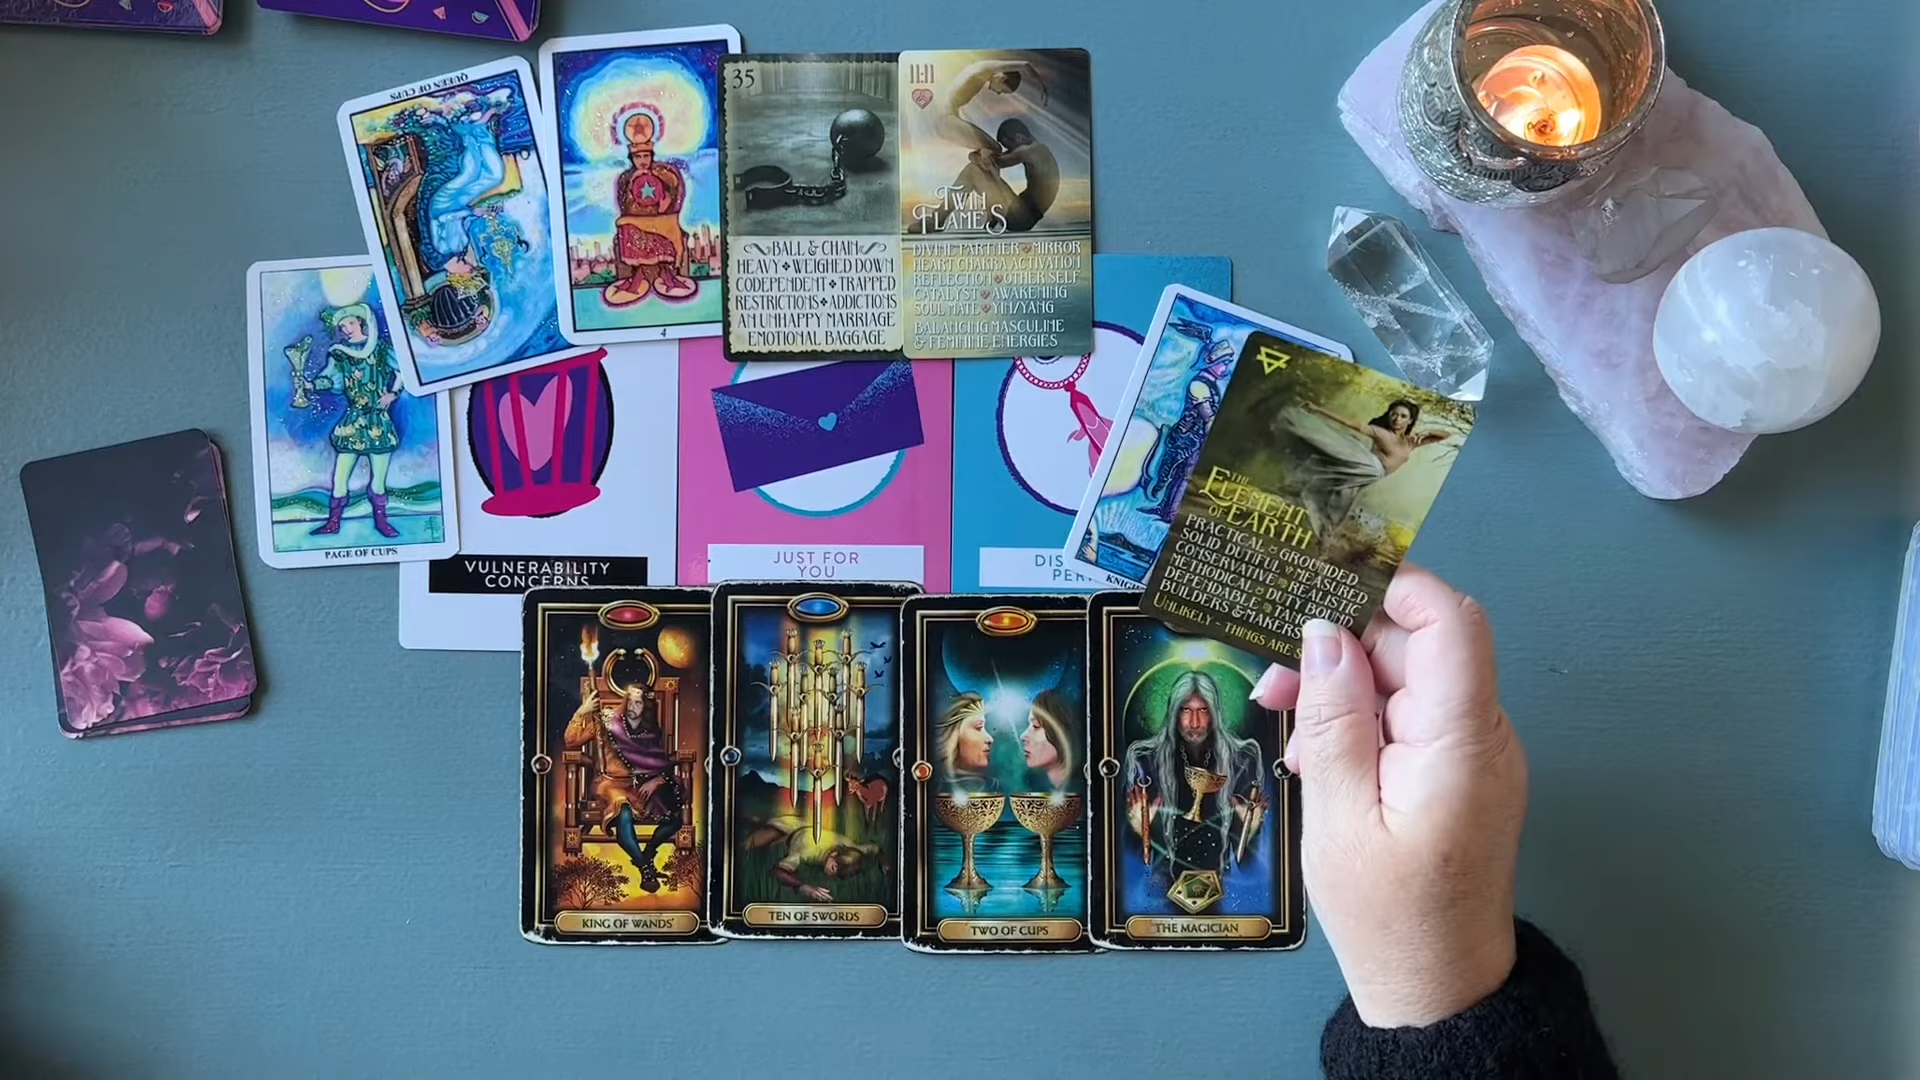 QUEEN OF CUPS
4
35
BALL & CHAIN
HEAVY WEIGHED DOWN
CODEPENDENT TRAPPED
RESTRICTIONS ADDICTIONS
AN UNHAPPY MARRIAGE
EMOTIONAL BAGGAGE
11:11
TWIN
FLAMES
DIVINE PARTNER MIRROR
HEART CHAKRA ACTIVATION
REFLECTION OTHER SELF
CATALYST AWAKENING
SOUL MATE YIN/YANG
BALANCING MASCULINE
& FEMININE ENERGIES
PAGE OF CUPS
VULNERABILITY
CONCERNS
JUST FOR
YOU
THE
ELEMENT
OF EARTH
PRACTICAL GROUNDED
SOLID DUTIFUL MEASURED
CONSERVATIVE REALISTIC
METHODICAL DUTY BOUND
DEPENDABLE
BUILDERS & MAKERS
UNLIKELY - THINGS ARE
KING OF WANDS
TEN OF SWORDS
TWO OF CUPS
THE MAGICIAN